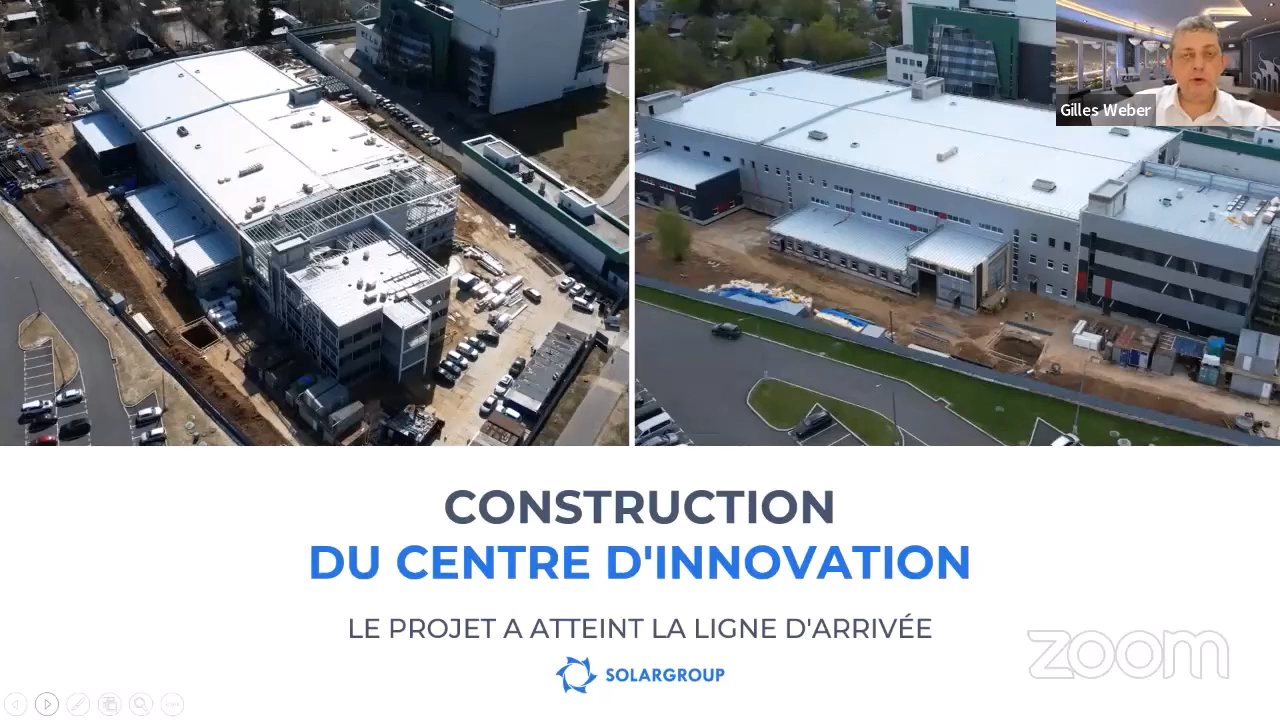 Gilles Weber
CONSTRUCTION
DU CENTRE D'INNOVATION
LE PROJET A ATTEINT LA LIGNE D'ARRIVÉE
SOLARGROUP
zoom